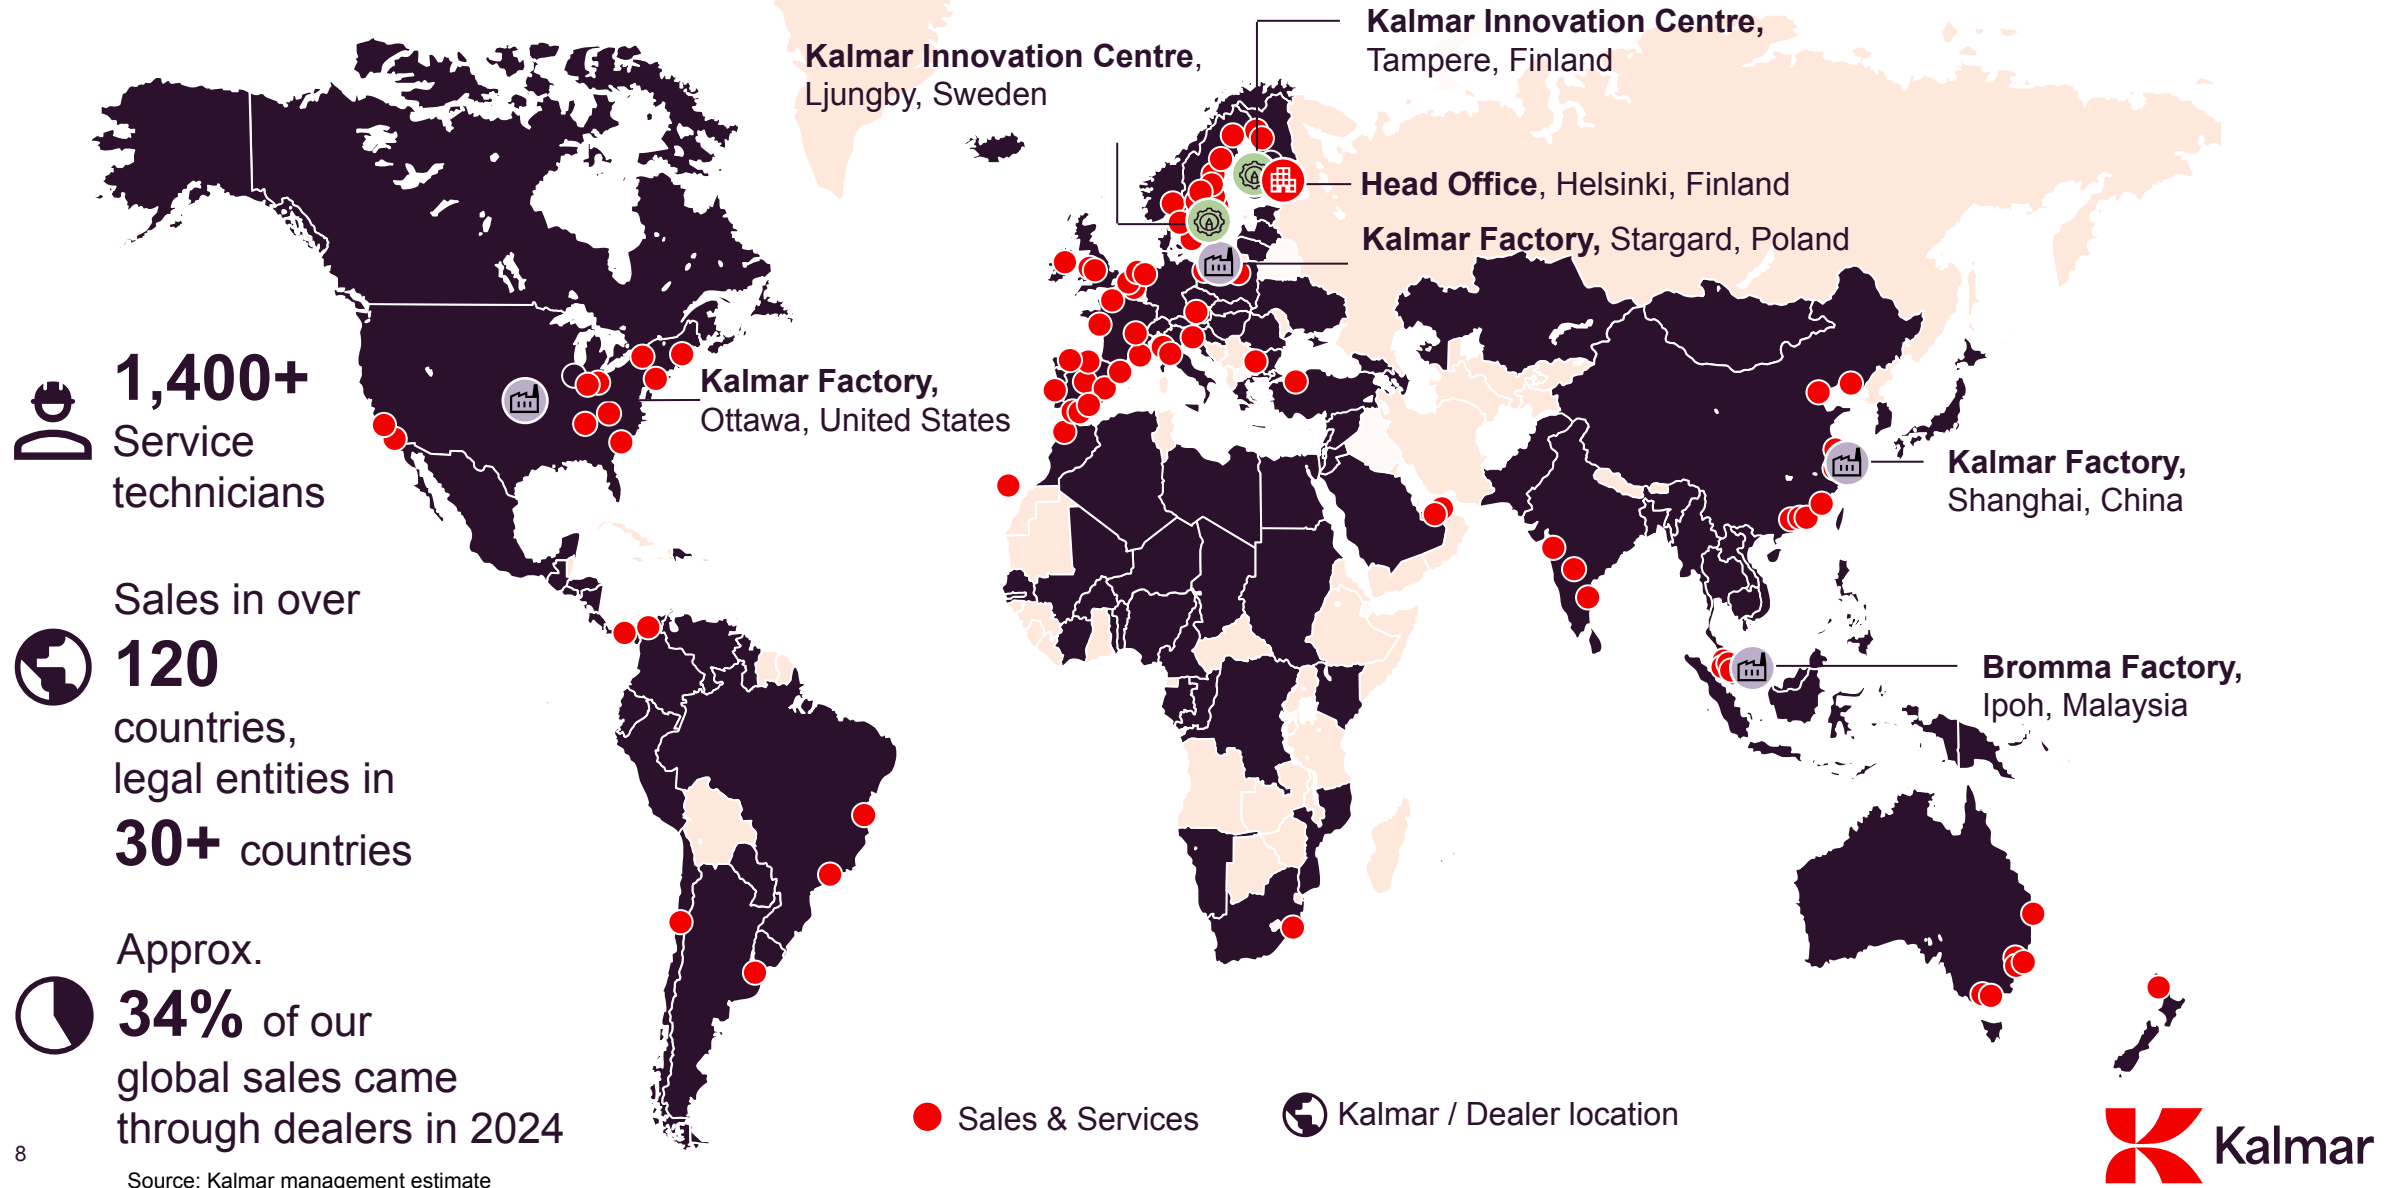 Kalmar Innovation Centre,
Tampere, Finland
Kalmar Innovation Centre,
Ljungby, Sweden
Head Office, Helsinki, Finland
Kalmar Factory, Stargard, Poland
1,400+
Service
technicians
Kalmar Factory,
Ottawa, United States
Kalmar Factory,
Shanghai, China
Sales in over
120
countries,
legal entities in
30+ countries
Bromma Factory,
Ipoh, Malaysia
Approx.
34% of our
global sales came
through dealers in 2024
Sales & Services
Kalmar / Dealer location
Kalmar
8
Source: Kalmar management estimate